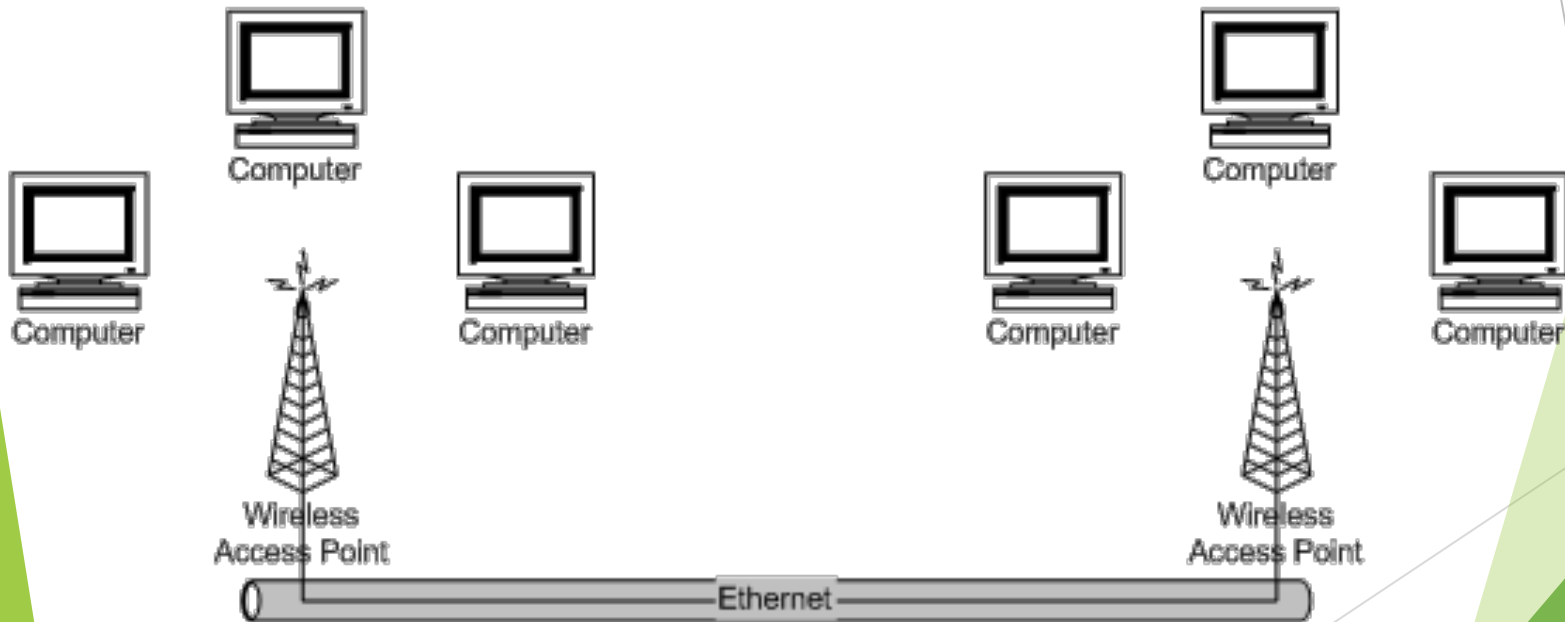 Computer
Computer
Computer
Computer
Computer
Computer
Wireless
Access Point
Wireless
Access Point
Ethernet